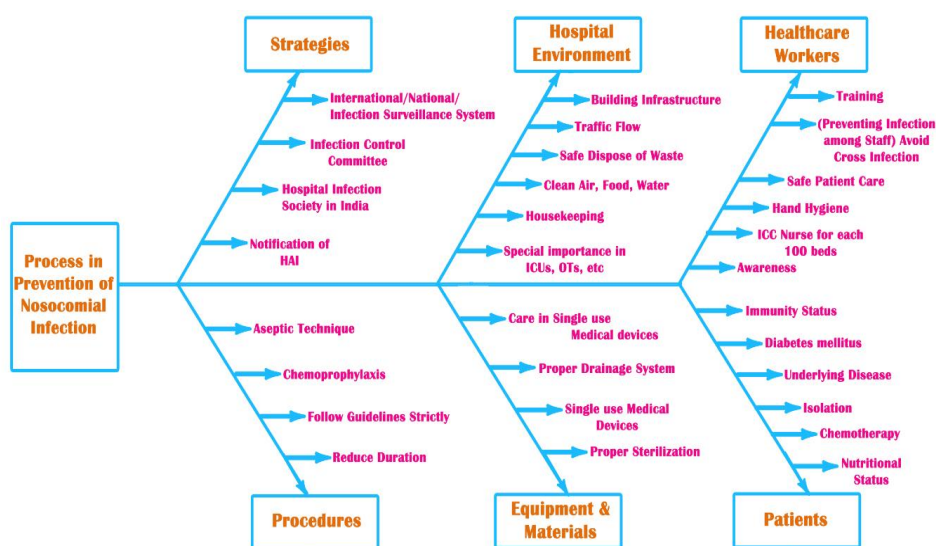 Strategies
Hospital
Environment
Healthcare
Workers
International/National/
Infection Surveillance System
Infection Control
Committee
Hospital Infection
Society in India
Notification of
HAI
Building Infrastructure
Traffic Flow
Safe Dispose of Waste
Clean Air, Food, Water
Housekeeping
Special importance in
ICUs, OTs, etc
Training
(Preventing Infection
among Staff) Avoid
Cross Infection
Safe Patient Care
Hand Hygiene
ICC Nurse for each
100 beds
Awareness
Process in
Prevention of
Nosocomial
Infection
Aseptic Technique
Chemoprophylaxis
Follow Guidelines Strictly
Reduce Duration
Care in Single use
Medical devices
Proper Drainage System
Single use Medical
Devices
Proper Sterilization
Immunity Status
Diabetes mellitus
Underlying Disease
Isolation
Chemotherapy
Nutritional
Status
Procedures
Equipment &
Materials
Patients